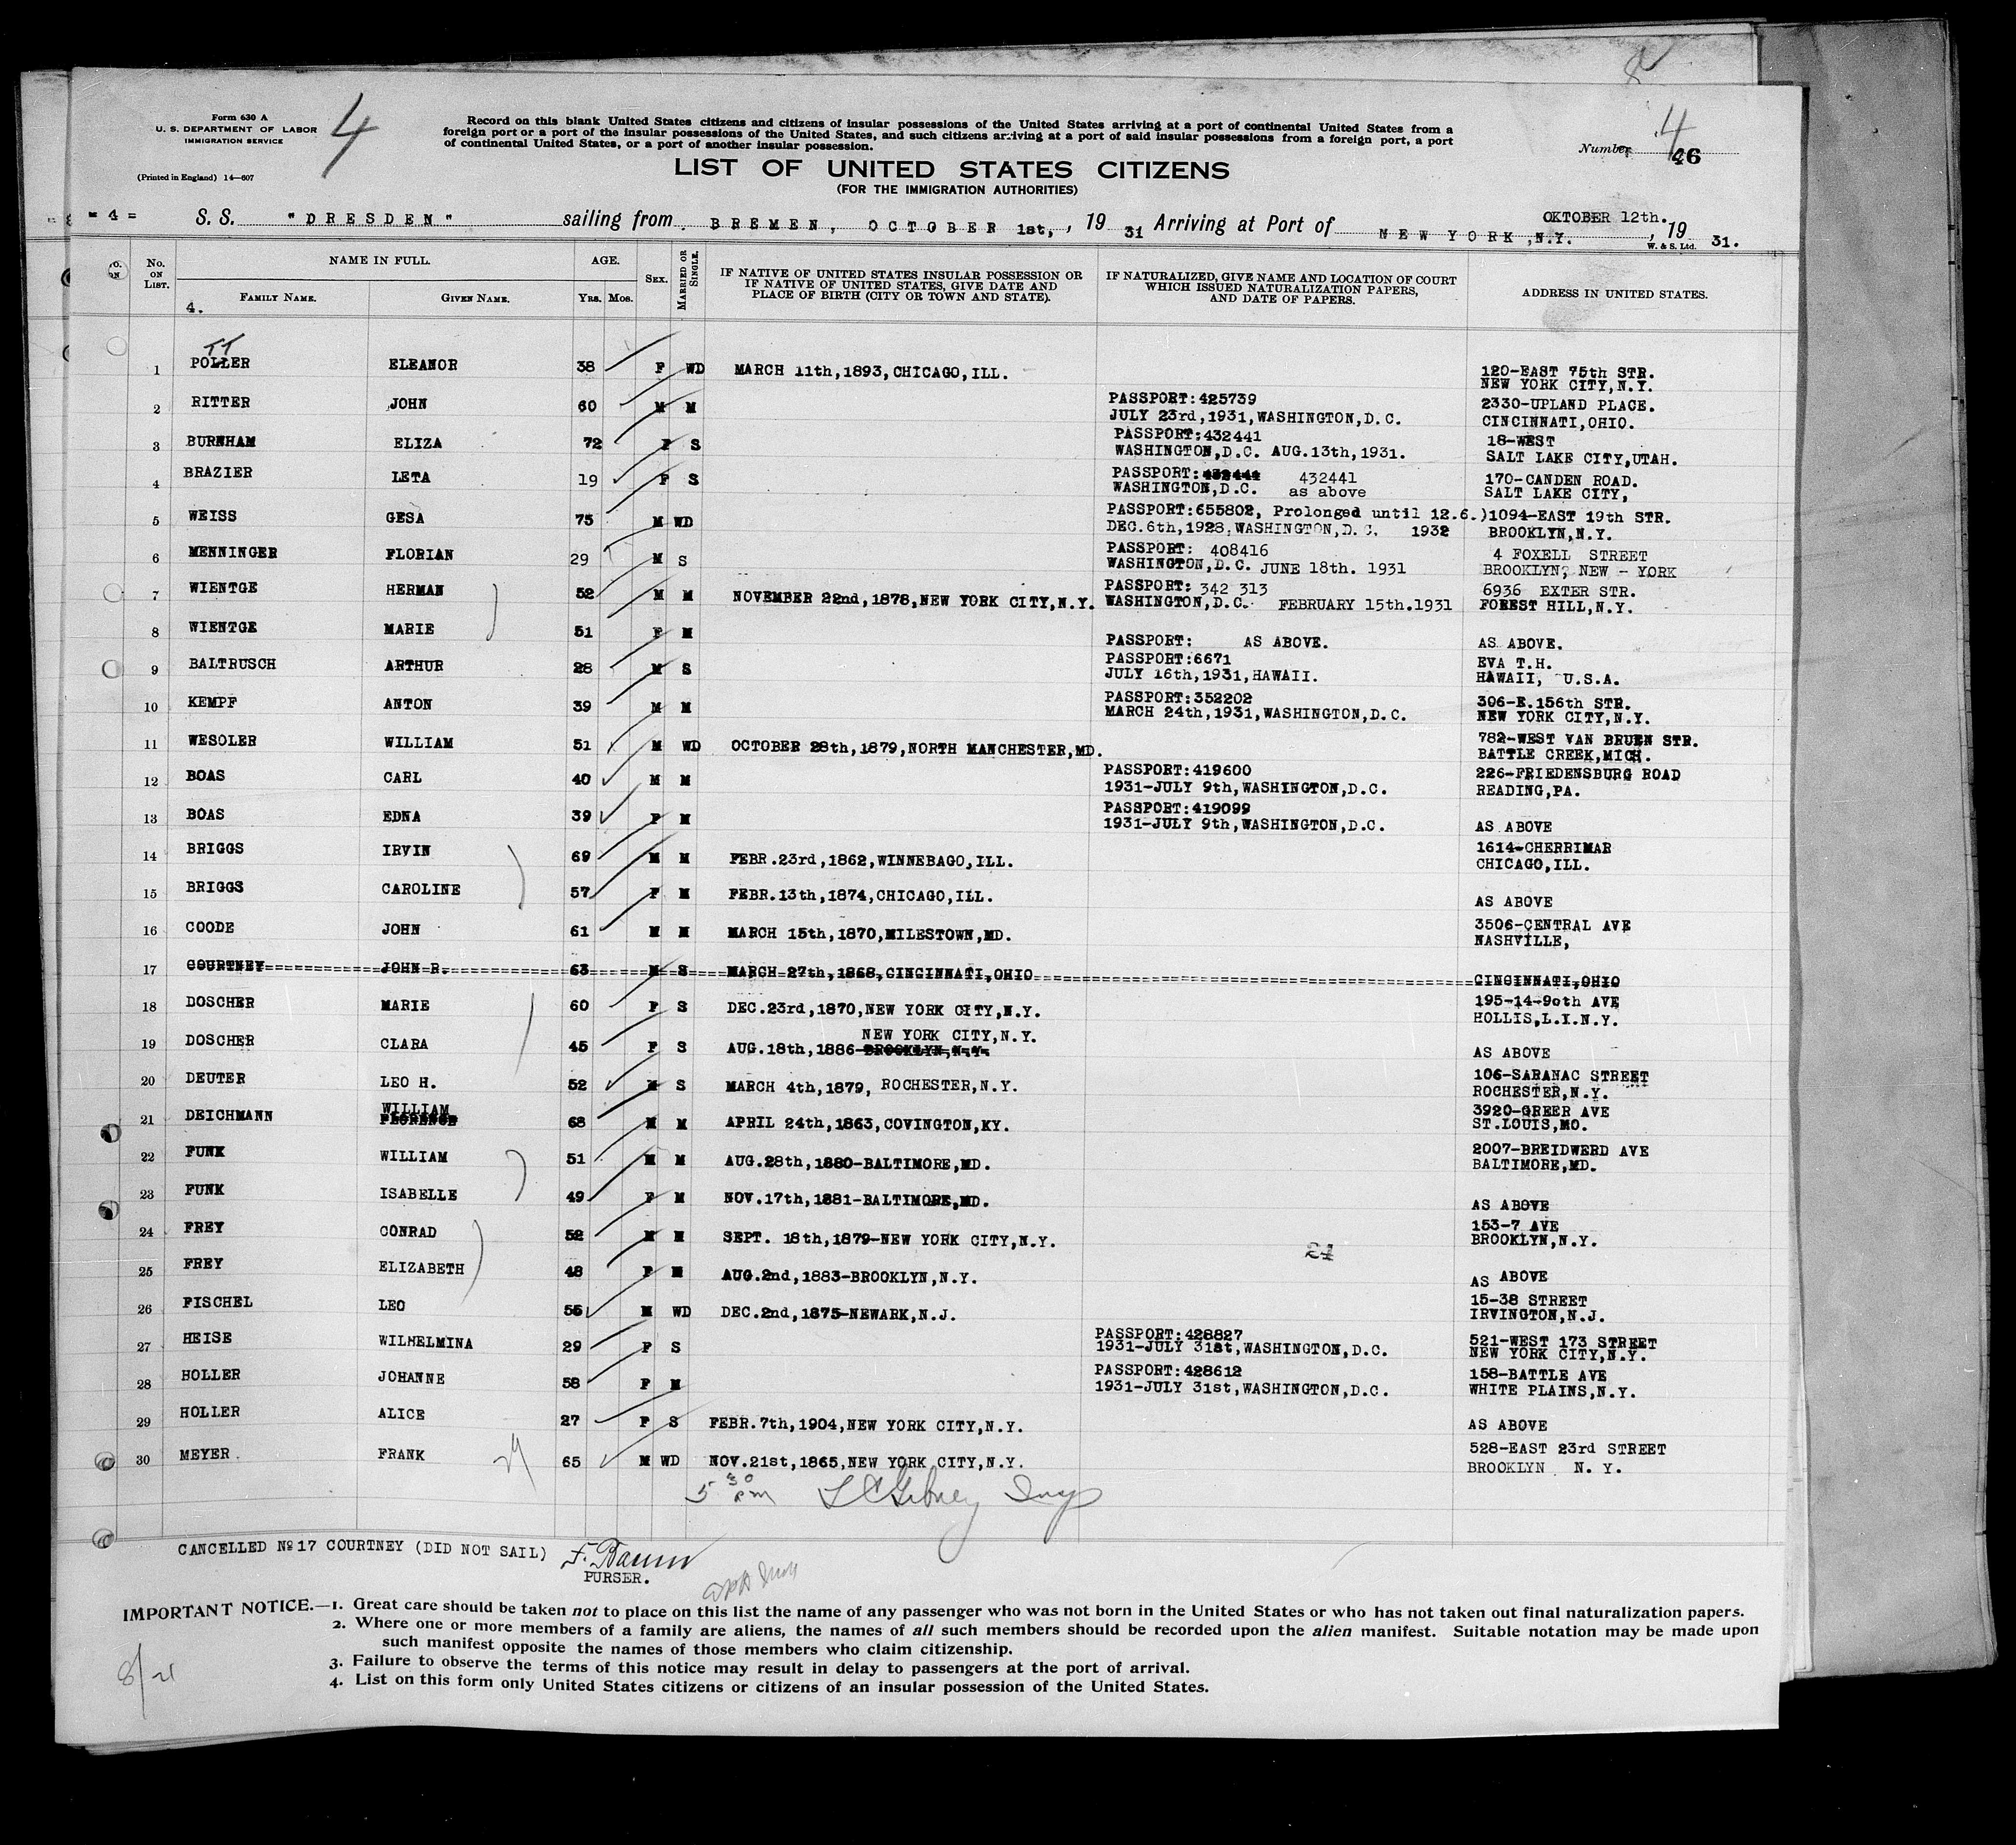 Form 630 A
U. S. DEPARTMENT OF LABOR
IMMIGRATION SERVICE
(Printed in England) 14—607
4
Record on this blank United States citizens and citizens of insular possessions of the United States arriving at a port of continental United States from a
foreign port or a port of the insular possessions of the United States, and such citizens arriving at a port of said insular possessions from a foreign port, a port
of continental United States, or a port of another insular possession.
LIST OF UNITED STATES CITIZENS
(FOR THE IMMIGRATION AUTHORITIES)
4
Number 46
= 4 = S. S. "DRESDEN" sailing from BREMEN, OCTOBER 1st,, 19 31 Arriving at Port of NEW YORK,N.Y. OKTOBER 12th., 19 31.
W. & S. Ltd.
No. ON LIST.
NAME IN FULL.
FAMILY NAME. GIVEN NAME.
4.
AGE.
Yrs. Mos.
SEX.
MARRIED OR SINGLE.
IF NATIVE OF UNITED STATES INSULAR POSSESSION OR
IF NATIVE OF UNITED STATES, GIVE DATE AND
PLACE OF BIRTH (CITY OR TOWN AND STATE).
IF NATURALIZED, GIVE NAME AND LOCATION OF COURT
WHICH ISSUED NATURALIZATION PAPERS,
AND DATE OF PAPERS.
ADDRESS IN UNITED STATES.
TT
1 POLLER ELEANOR 38 F WD MARCH 11th,1893,CHICAGO,ILL. 120-EAST 75th STR.
NEW YORK CITY,N.Y.
2 RITTER JOHN 60 M M PASSPORT:425739 2330-UPLAND PLACE.
JULY 23rd,1931,WASHINGTON,D.C. CINCINNATI,OHIO.
3 BURNHAM ELIZA 72 F S PASSPORT:432441 18-WEST
WASHINGTON,D.C. AUG.13th,1931. SALT LAKE CITY,UTAH.
4 BRAZIER LETA 19 F S PASSPORT:432444 432441 170-CANDEN ROAD.
WASHINGTON,D.C. as above SALT LAKE CITY,
5 WEISS GESA 75 M WD PASSPORT:655802, Prolonged until 12.6.)1094-EAST 19th STR.
DEC.6th,1928,WASHINGTON,D.C. 1932 BROOKLYN,N.Y.
6 MENNINGER FLORIAN 29 M S PASSPORT: 408416 4 FOXELL STREET
WASHINGTON,D.C. JUNE 18th. 1931 BROOKLYN, NEW - YORK
7 WIENTGE HERMAN 52 M M NOVEMBER 22nd,1878,NEW YORK CITY,N.Y. PASSPORT: 342 313 6936 EXTER STR.
WASHINGTON,D.C. FEBRUARY 15th.1931 FOREST HILL,N.Y.
8 WIENTGE MARIE 51 F M PASSPORT: AS ABOVE. AS ABOVE.
9 BALTRUSCH ARTHUR 28 M S PASSPORT:6671 EVA T.H.
JULY 16th,1931,HAWAII. HAWAII, U.S.A.
10 KEMPF ANTON 39 M M PASSPORT:352202 306-E.156th STR.
MARCH 24th,1931,WASHINGTON,D.C. NEW YORK CITY,N.Y.
11 WESOLER WILLIAM 51 M WD OCTOBER 28th,1879,NORTH MANCHESTER,MD. 782-WEST VAN BRUEN STR.
BATTLE CREEK,MICH.
12 BOAS CARL 40 M M PASSPORT:419600 226-FRIEDENSBURG ROAD
1931-JULY 9th,WASHINGTON,D.C. READING,PA.
13 BOAS EDNA 39 F M PASSPORT:419099
1931-JULY 9th,WASHINGTON,D.C. AS ABOVE
14 BRIGGS IRVIN 69 M M FEBR.23rd,1862,WINNEBAGO,ILL. 1614-CHERRIMAR
CHICAGO,ILL.
15 BRIGGS CAROLINE 57 F M FEBR.13th,1874,CHICAGO,ILL. AS ABOVE
16 COODE JOHN 61 M M MARCH 15th,1870,MILESTOWN,MD. 3506-CENTRAL AVE
NASHVILLE,
17 COURTNEY JOHN R. 63 M S MARCH 27th,1868,CINCINNATI,OHIO CINCINNATI,OHIO
18 DOSCHER MARIE 60 F S DEC.23rd,1870,NEW YORK CITY,N.Y. 195-14-90th AVE
HOLLIS,L.I.N.Y.
NEW YORK CITY,N.Y.
19 DOSCHER CLARA 45 F S AUG.18th,1886-BROOKLYN,N.Y. AS ABOVE
20 DEUTER LEO H. 52 M S MARCH 4th,1879, ROCHESTER,N.Y. 106-SARANAC STREET
ROCHESTER,N.Y.
WILLIAM
21 DEICHMANN FLORENCE 68 M M APRIL 24th,1863,COVINGTON,KY. 3920-GREER AVE
ST.LOUIS,MO.
22 FUNK WILLIAM 51 M M AUG.28th,1880-BALTIMORE,MD. 2007-BREIDWERD AVE
BALTIMORE,MD.
23 FUNK ISABELLE 49 F M NOV.17th,1881-BALTIMORE,MD. AS ABOVE
24 FREY CONRAD 52 M M SEPT. 18th,1879-NEW YORK CITY,N.Y. 153-7 AVE
BROOKLYN,N.Y.
24
25 FREY ELIZABETH 48 F M AUG.2nd,1883-BROOKLYN,N.Y. AS ABOVE
26 FISCHEL LEO 55 M WD DEC.2nd,1875-NEWARK,N.J. 15-38 STREET
IRVINGTON,N.J.
27 HEISE WILHELMINA 29 F S PASSPORT:428827 521-WEST 173 STREET
1931-JULY 31st,WASHINGTON,D.C. NEW YORK CITY,N.Y.
28 HOLLER JOHANNE 58 F M PASSPORT:428612 158-BATTLE AVE
1931-JULY 31st,WASHINGTON,D.C. WHITE PLAINS,N.Y.
29 HOLLER ALICE 27 F S FEBR.7th,1904,NEW YORK CITY,N.Y. AS ABOVE
30 MEYER FRANK 65 M WD NOV.21st,1865,NEW YORK CITY,N.Y. 528-EAST 23rd STREET
BROOKLYN N. Y.
5 30 pm
CANCELLED No 17 COURTNEY (DID NOT SAIL) F. Baum
PURSER.
IMPORTANT NOTICE.—1. Great care should be taken not to place on this list the name of any passenger who was not born in the United States or who has not taken out final naturalization papers.
2. Where one or more members of a family are aliens, the names of all such members should be recorded upon the alien manifest. Suitable notation may be made upon
such manifest opposite the names of those members who claim citizenship.
3. Failure to observe the terms of this notice may result in delay to passengers at the port of arrival.
4. List on this form only United States citizens or citizens of an insular possession of the United States.
8/21